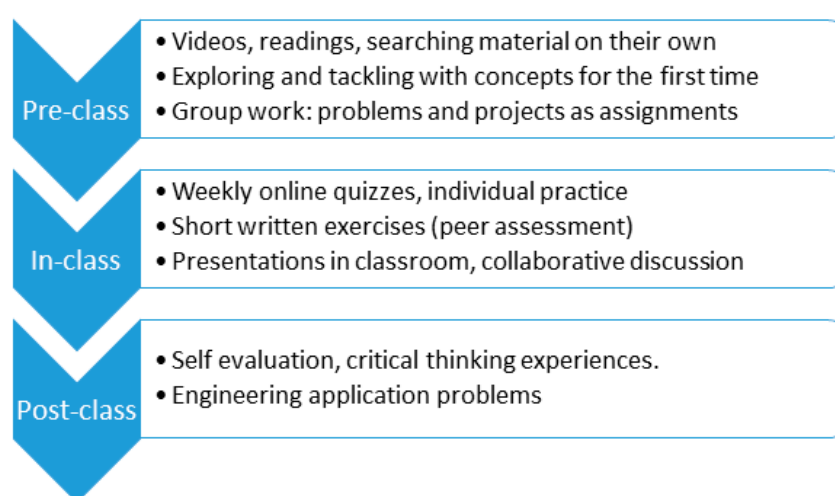 Pre-class
• Videos, readings, searching material on their own
• Exploring and tackling with concepts for the first time
• Group work: problems and projects as assignments
In-class
• Weekly online quizzes, individual practice
• Short written exercises (peer assessment)
• Presentations in classroom, collaborative discussion
Post-class
• Self evaluation, critical thinking experiences.
• Engineering application problems